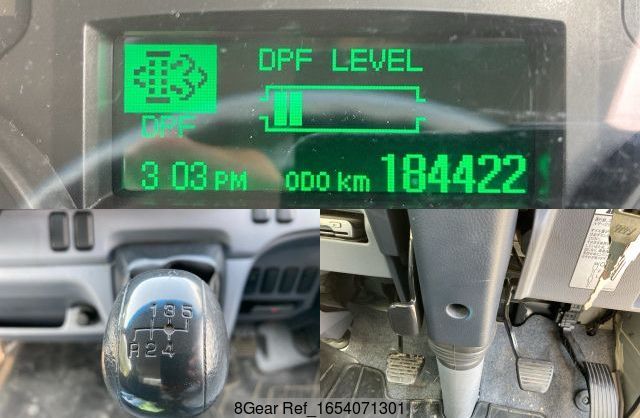 DPF LEVEL
DPF
3 03 PM ODO km 184422
1 3 5
R 2 4
8Gear Ref_1654071301